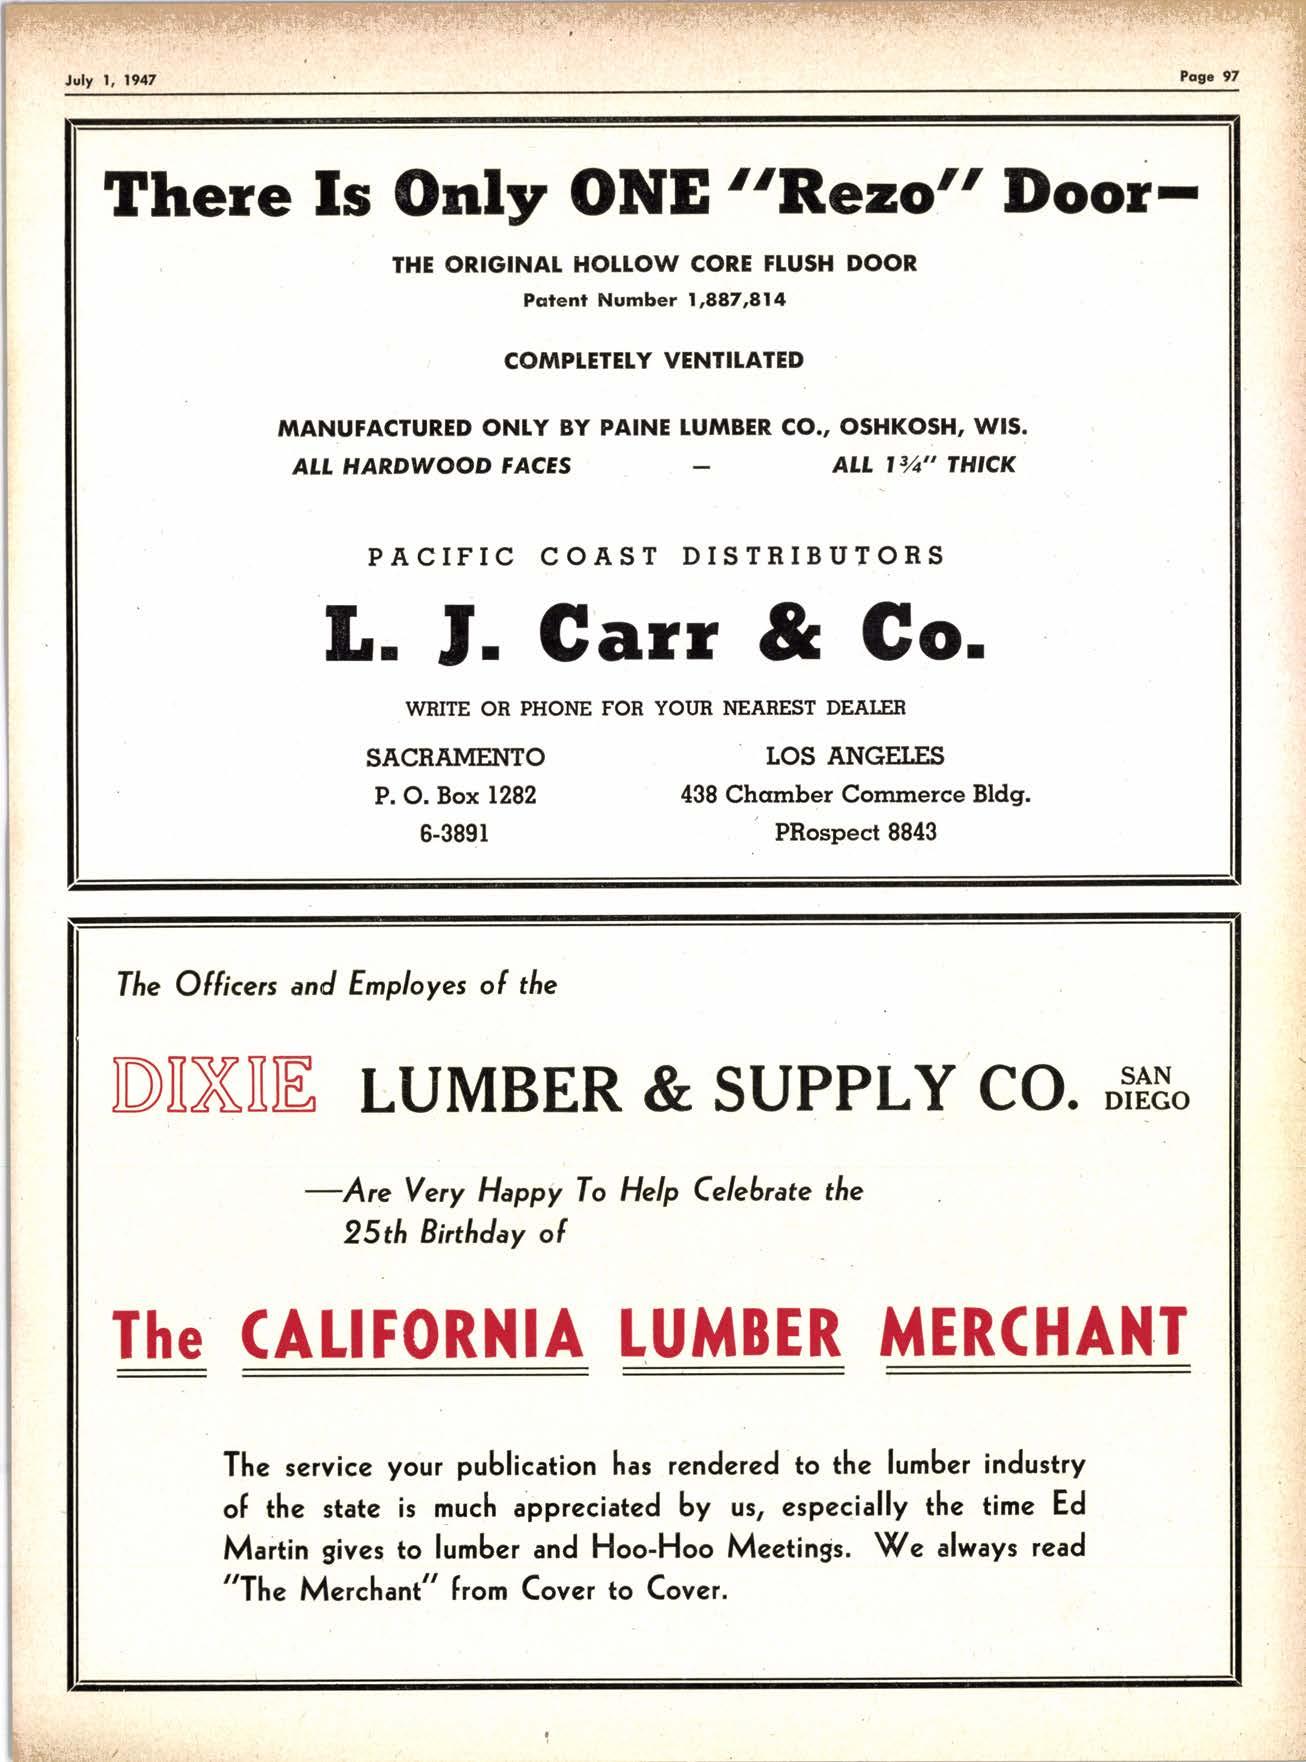 July 1, 1947
Page 97
There Is Only ONE "Rezo" Door—
THE ORIGINAL HOLLOW CORE FLUSH DOOR
Patent Number 1,887,814
COMPLETELY VENTILATED
MANUFACTURED ONLY BY PAINE LUMBER CO., OSHKOSH, WIS.
ALL HARDWOOD FACES — ALL 1¾" THICK
PACIFIC COAST DISTRIBUTORS
L. J. Carr & Co.
WRITE OR PHONE FOR YOUR NEAREST DEALER
SACRAMENTO
P. O. Box 1282
6-3891
LOS ANGELES
438 Chamber Commerce Bldg.
PRospect 8843
The Officers and Employes of the
DIXIE LUMBER & SUPPLY CO. SAN
DIEGO
—Are Very Happy To Help Celebrate the
25th Birthday of
The CALIFORNIA LUMBER MERCHANT
The service your publication has rendered to the lumber industry
of the state is much appreciated by us, especially the time Ed
Martin gives to lumber and Hoo-Hoo Meetings. We always read
"The Merchant" from Cover to Cover.